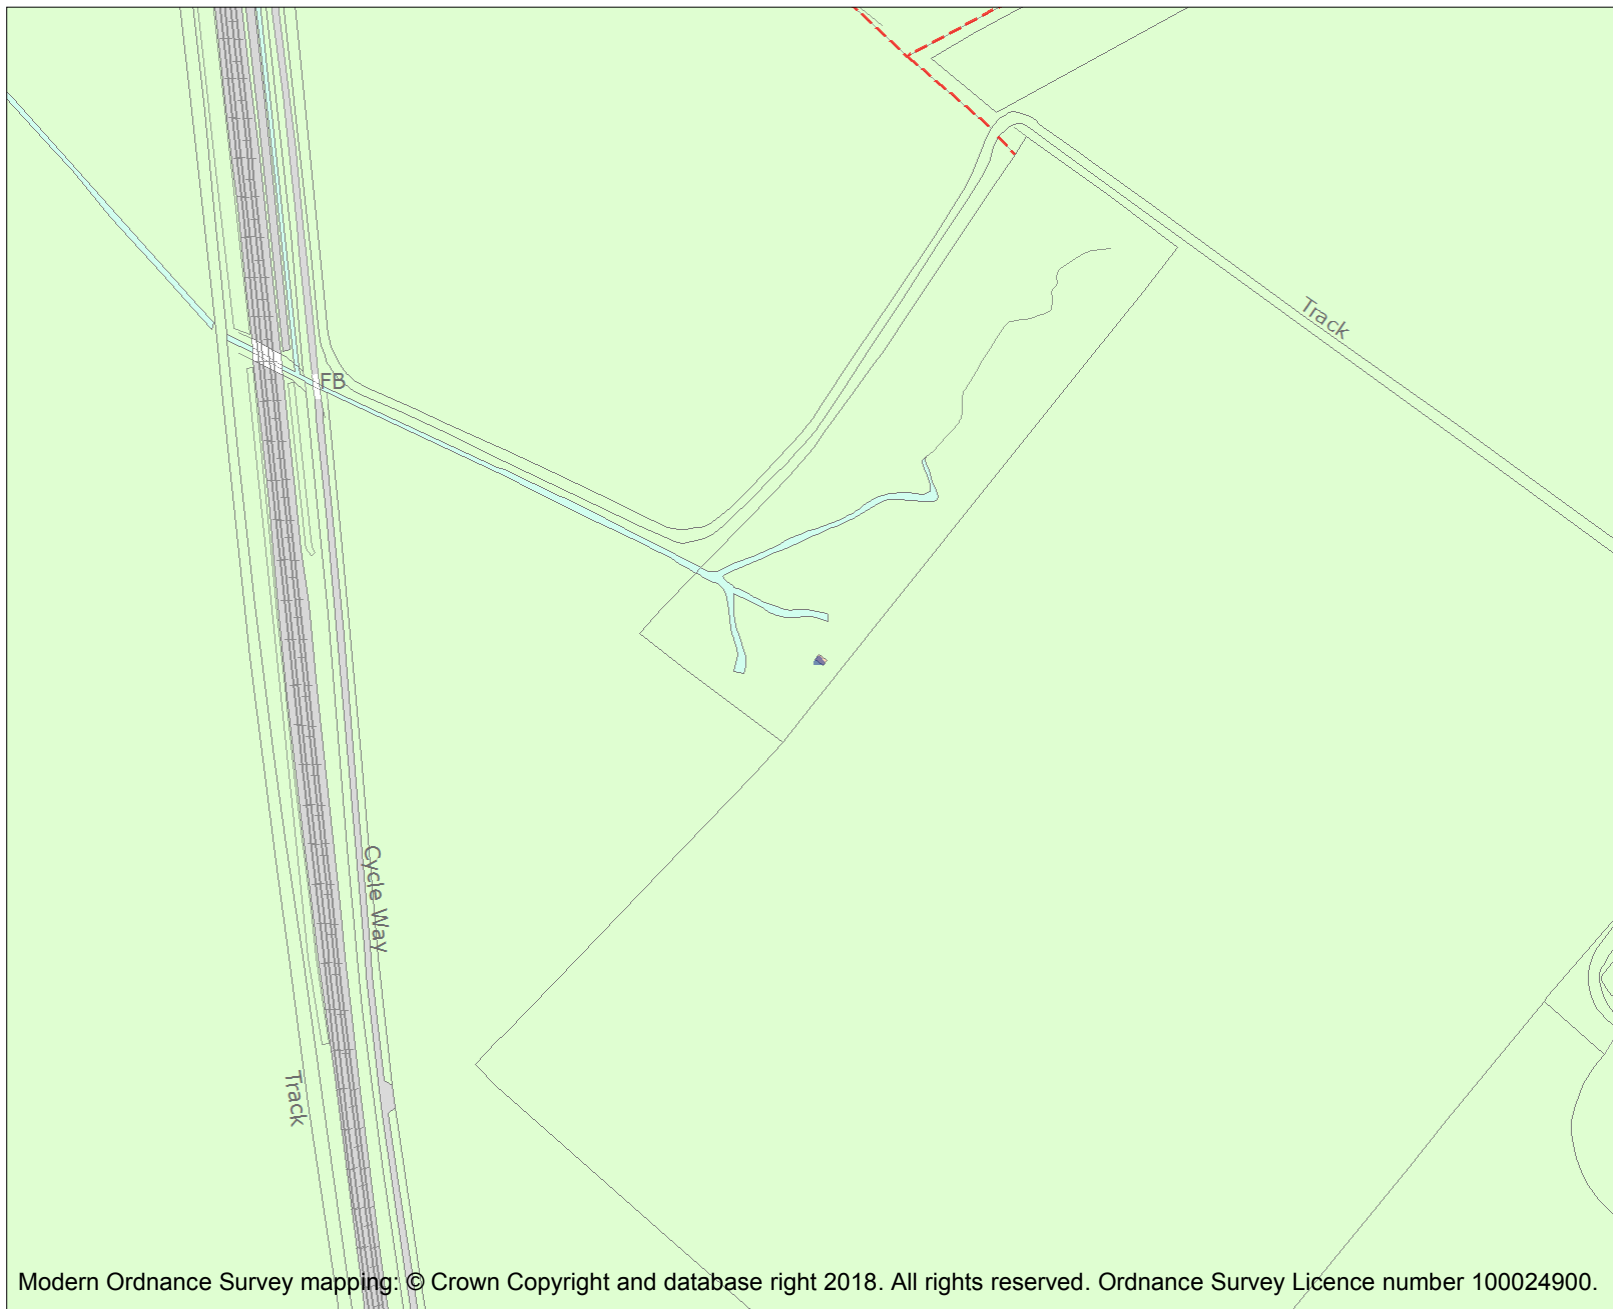 Track
FB
Cycle Way
Track
Modern Ordnance Survey mapping: © Crown Copyright and database right 2018. All rights reserved. Ordnance Survey Licence number 100024900.